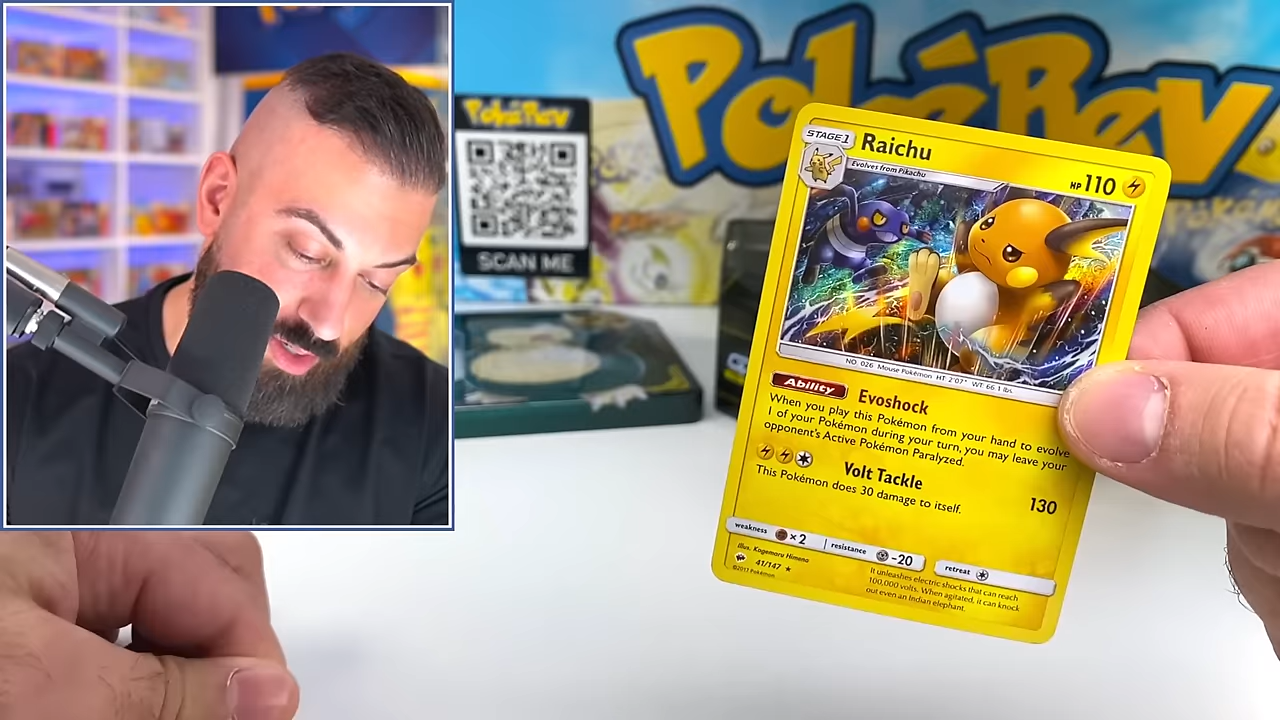 PokéRev
PokéRev
SCAN ME
STAGE 1
Raichu
Evolves from Pikachu
HP 110
NO. 026 Mouse Pokémon HT: 2'07" WT: 66.1 lbs.
Ability
Evoshock
When you play this Pokémon from your hand to evolve
1 of your Pokémon during your turn, you may leave your
opponent's Active Pokémon Paralyzed.
Volt Tackle
130
This Pokémon does 30 damage to itself.
weakness
×2
resistance
-20
retreat
Illus. Kagemaru Himeno
41/147 ★
©2017 Pokémon
It unleashes electric shocks that can reach
100,000 volts. When agitated, it can knock
out even an Indian elephant.